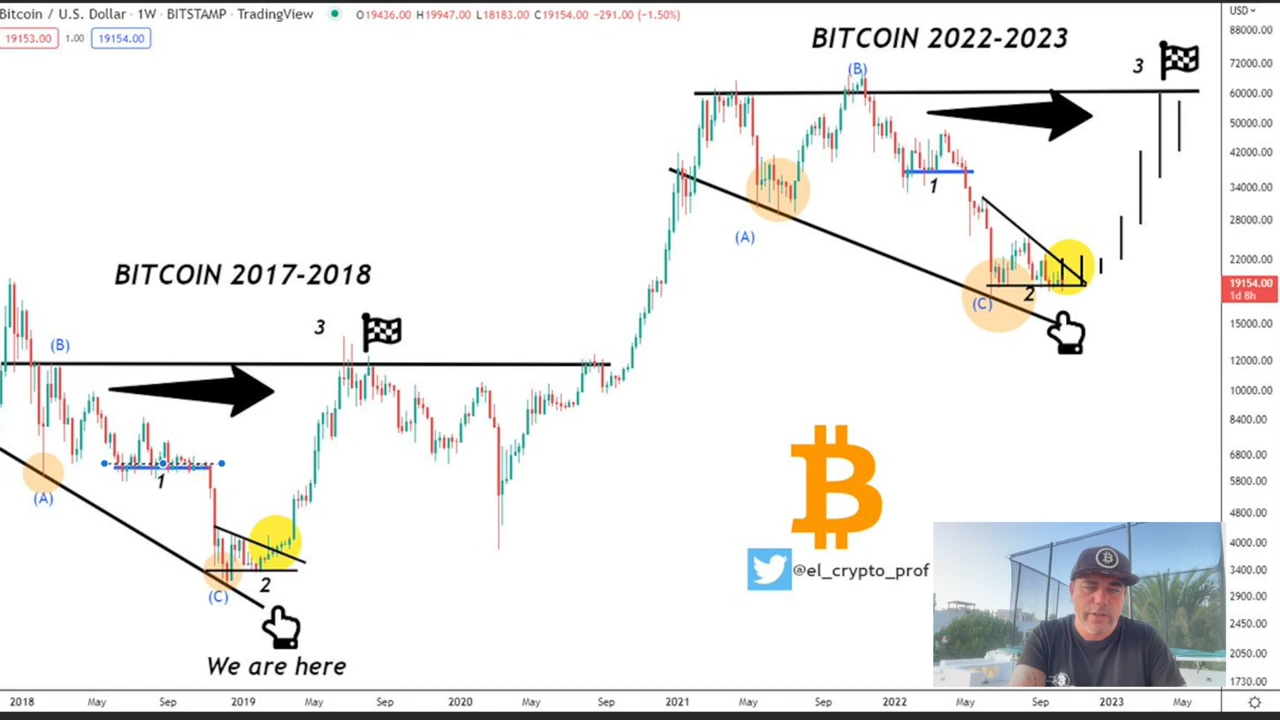 Bitcoin / U.S. Dollar · 1W · BITSTAMP · TradingView O19436.00 H19947.00 L18183.00 C19154.00 −291.00 (−1.50%)
19153.00 1.00 19154.00
USD
BITCOIN 2022-2023
88000.00
72000.00
60000.00
50000.00
42000.00
34000.00
28000.00
22000.00
19154.00
1d 8h
15000.00
12000.00
10000.00
8400.00
6800.00
5800.00
4800.00
4000.00
3400.00
2900.00
2450.00
2050.00
1730.00
(B)
3
1
(A)
(C)
2
BITCOIN 2017-2018
3
(B)
1
(A)
(C)
2
We are here
@el_crypto_prof
2018 May Sep 2019 May Sep 2020 May Sep 2021 May Sep 2022 May Sep 2023 May